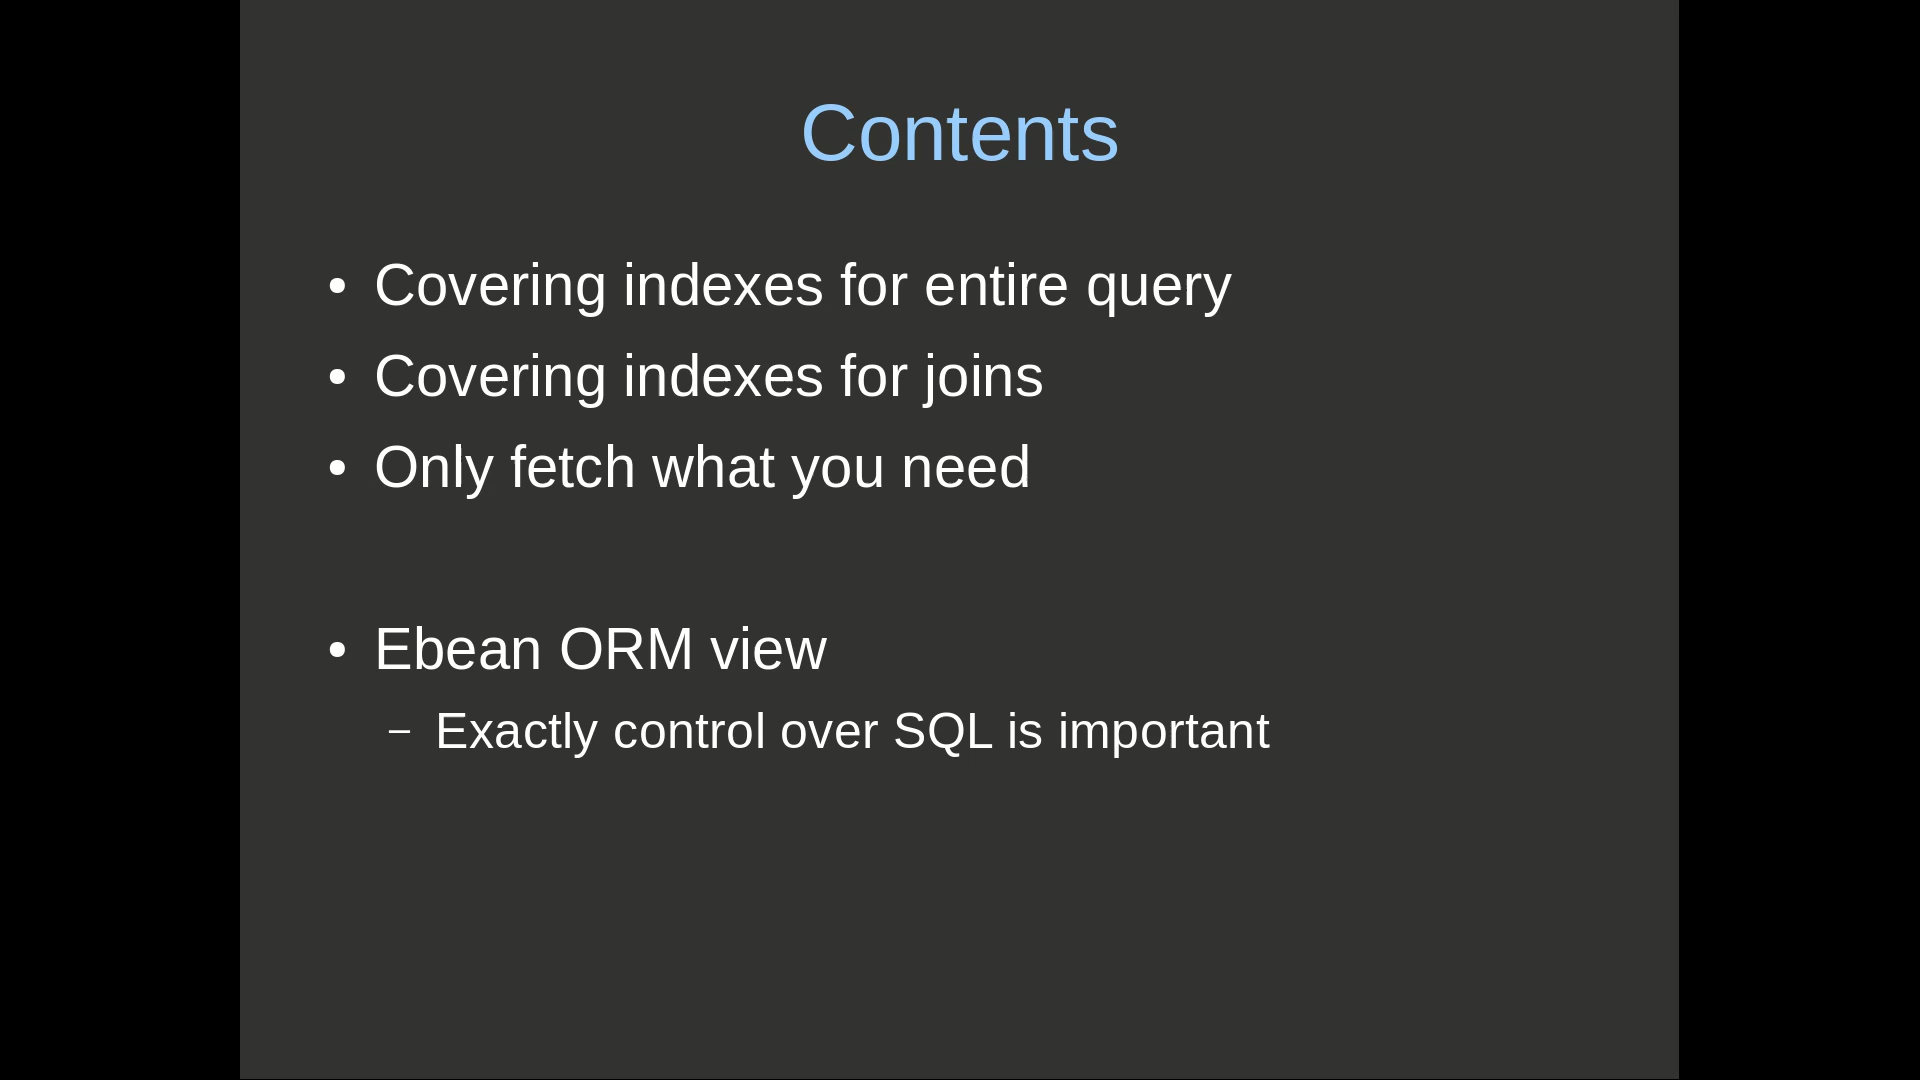 Contents
• Covering indexes for entire query
• Covering indexes for joins
• Only fetch what you need
• Ebean ORM view
– Exactly control over SQL is important